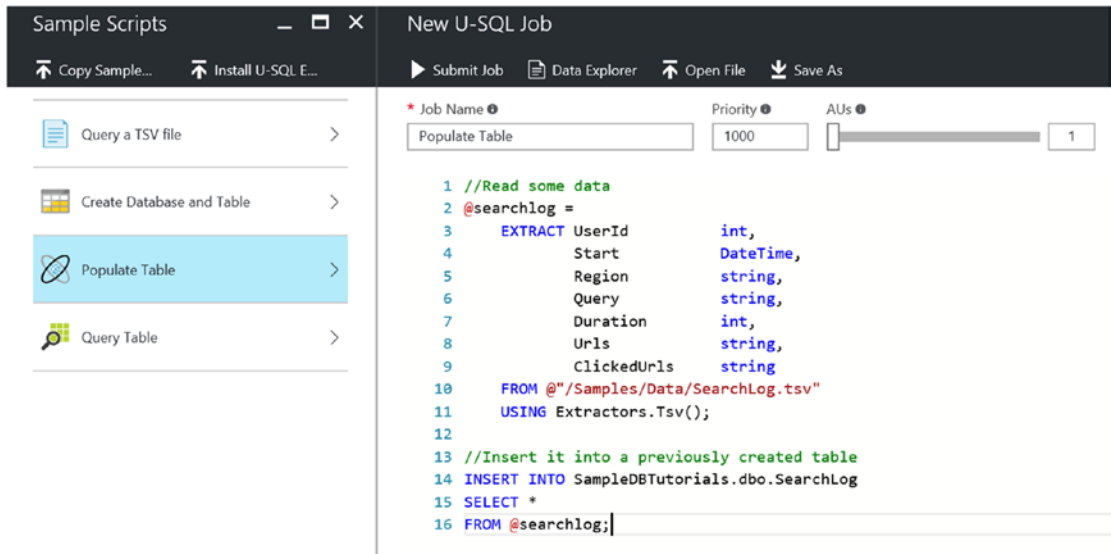 Sample Scripts
Copy Sample... Install U-SQL E...
Query a TSV file
Create Database and Table
Populate Table
Query Table
New U-SQL Job
Submit Job Data Explorer Open File Save As
* Job Name Priority AUs
Populate Table 1000 1
1 //Read some data
2 @searchlog =
3 EXTRACT UserId int,
4 Start DateTime,
5 Region string,
6 Query string,
7 Duration int,
8 Urls string,
9 ClickedUrls string
10 FROM @"/Samples/Data/SearchLog.tsv"
11 USING Extractors.Tsv();
12
13 //Insert it into a previously created table
14 INSERT INTO SampleDBTutorials.dbo.SearchLog
15 SELECT *
16 FROM @searchlog;